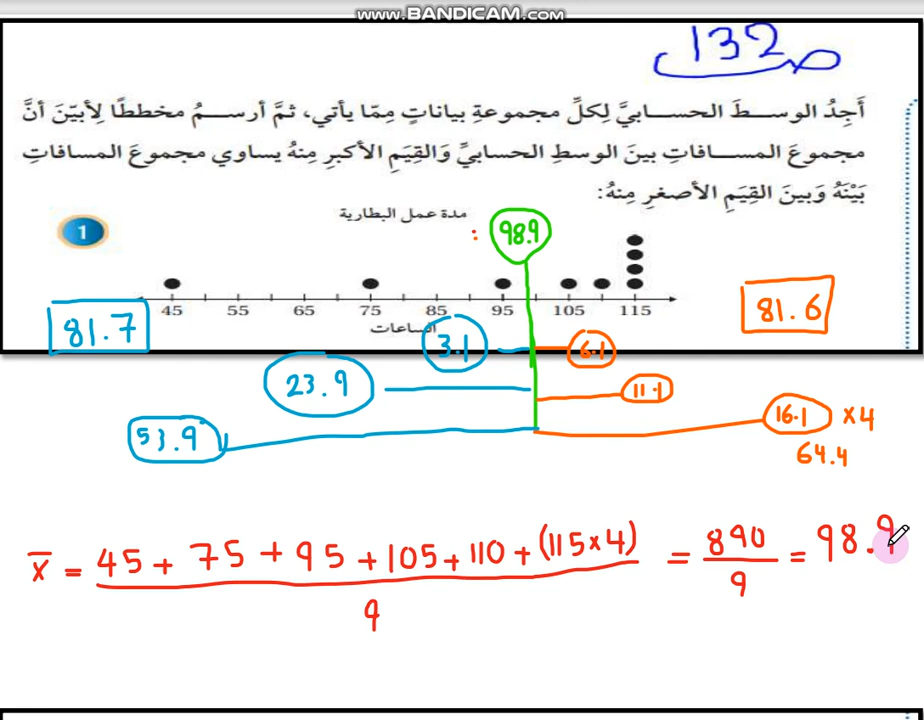 www.BANDICAM.com
ص 132
أَجِدُ الوسطَ الحسابيَّ لِكلِّ مجموعةِ بياناتٍ مِمّا يأتي، ثمَّ أرسمُ مخططًا لِأبيّنَ أنَّ
مجموعَ المسافاتِ بينَ الوسطِ الحسابيِّ وَالقِيَمِ الأكبرِ مِنهُ يساوي مجموعَ المسافاتِ
بَيْنَهُ وَبينَ القِيَمِ الأصغرِ مِنهُ:
1
مدة عمل البطارية
: 98.9
45 55 65 75 85 95 105 115
الساعات
81.7 81.6
3.1 6.1
23.9 11.1
53.9 16.1 ×4
64.4
x̄ = 45 + 75 + 95 + 105 + 110 + (115×4) / 9 = 890 / 9 = 98.9